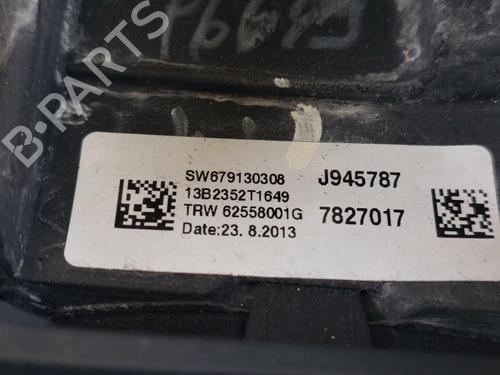 B-PARTS
SW679130308 J945787
13B2352T1649
TRW 62558001G 7827017
Date:23. 8.2013